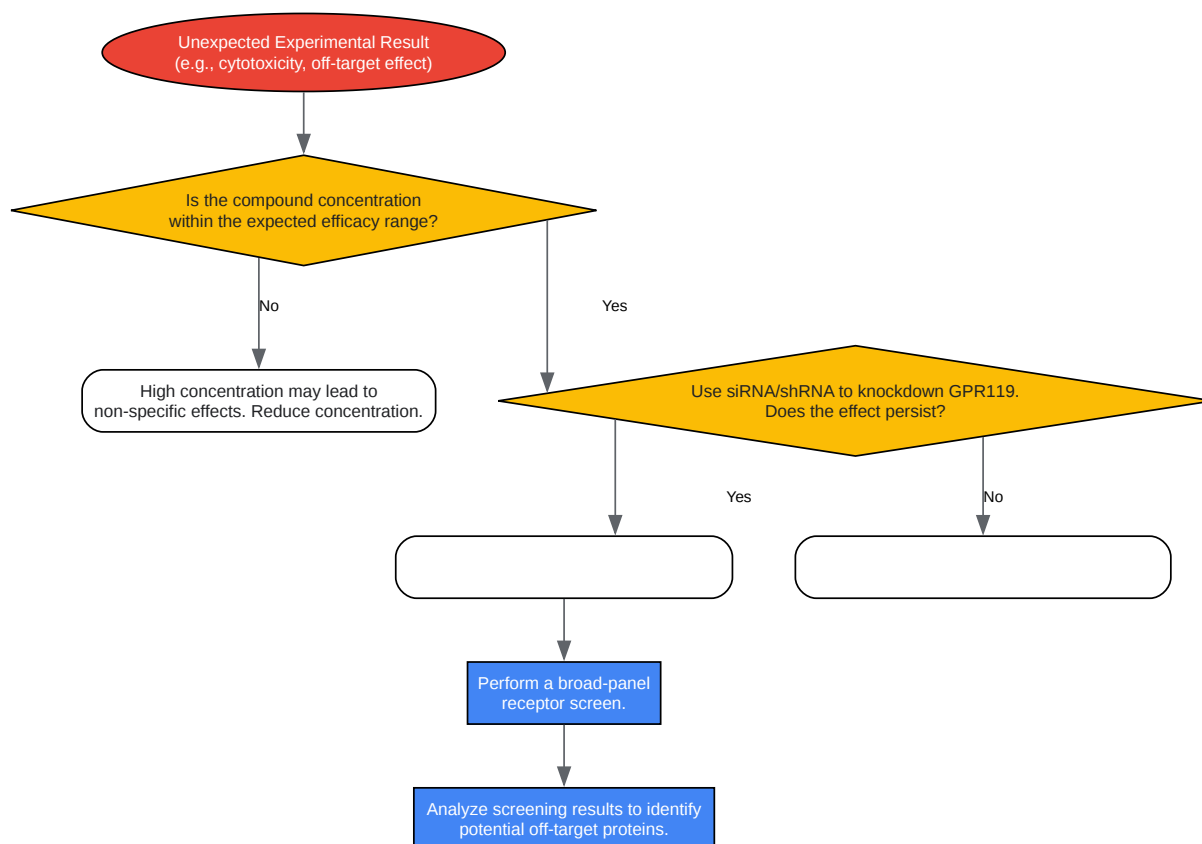 Unexpected Experimental Result
(e.g., cytotoxicity, off-target effect)
Is the compound concentration
within the expected efficacy range?
No
Yes
High concentration may lead to
non-specific effects. Reduce concentration.
Use siRNA/shRNA to knockdown GPR119.
Does the effect persist?
Yes
No
Perform a broad-panel
receptor screen.
Analyze screening results to identify
potential off-target proteins.